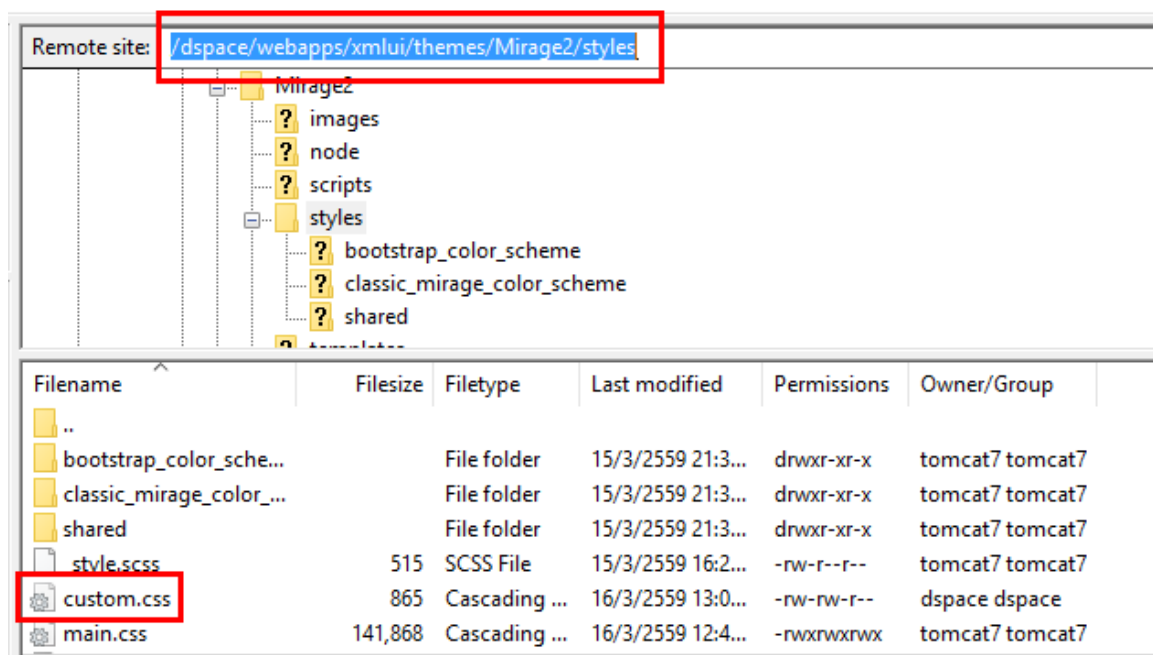 Remote site: /dspace/webapps/xmlui/themes/Mirage2/styles
Mirage2
? images
? node
? scripts
styles
? bootstrap_color_scheme
? classic_mirage_color_scheme
? shared
? templates
Filename Filesize Filetype Last modified Permissions Owner/Group
..
bootstrap_color_sche... File folder 15/3/2559 21:3... drwxr-xr-x tomcat7 tomcat7
classic_mirage_color_... File folder 15/3/2559 21:3... drwxr-xr-x tomcat7 tomcat7
shared File folder 15/3/2559 21:3... drwxr-xr-x tomcat7 tomcat7
_style.scss 515 SCSS File 15/3/2559 16:2... -rw-r--r-- tomcat7 tomcat7
custom.css 865 Cascading ... 16/3/2559 13:0... -rw-rw-r-- dspace dspace
main.css 141,868 Cascading ... 16/3/2559 12:4... -rwxrwxrwx tomcat7 tomcat7